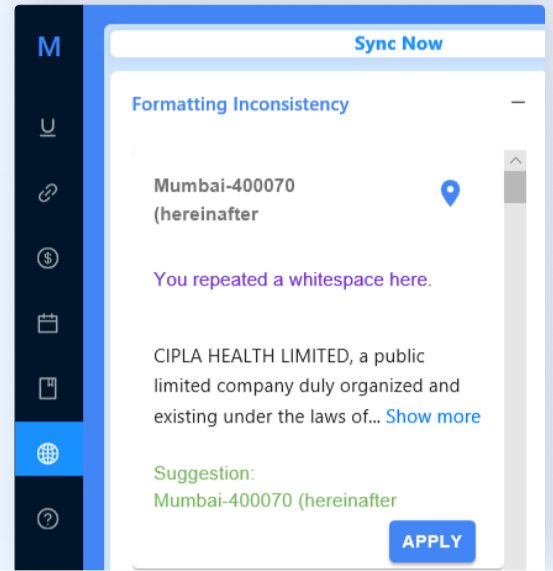 M
Sync Now
Formatting Inconsistency
Mumbai-400070
(hereinafter
You repeated a whitespace here.
CIPLA HEALTH LIMITED, a public
limited company duly organized and
existing under the laws of... Show more
Suggestion:
Mumbai-400070 (hereinafter
APPLY